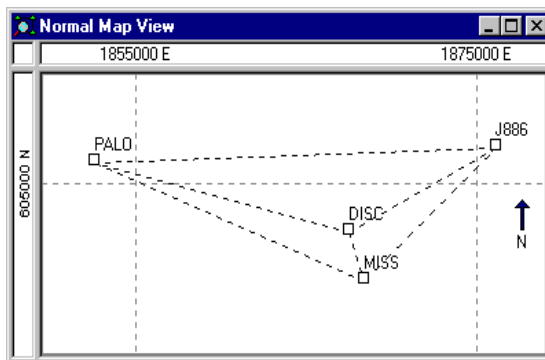 Normal Map View
1855000 E
1875000 E
605000 N
PALO
J886
DISC
MISS
N